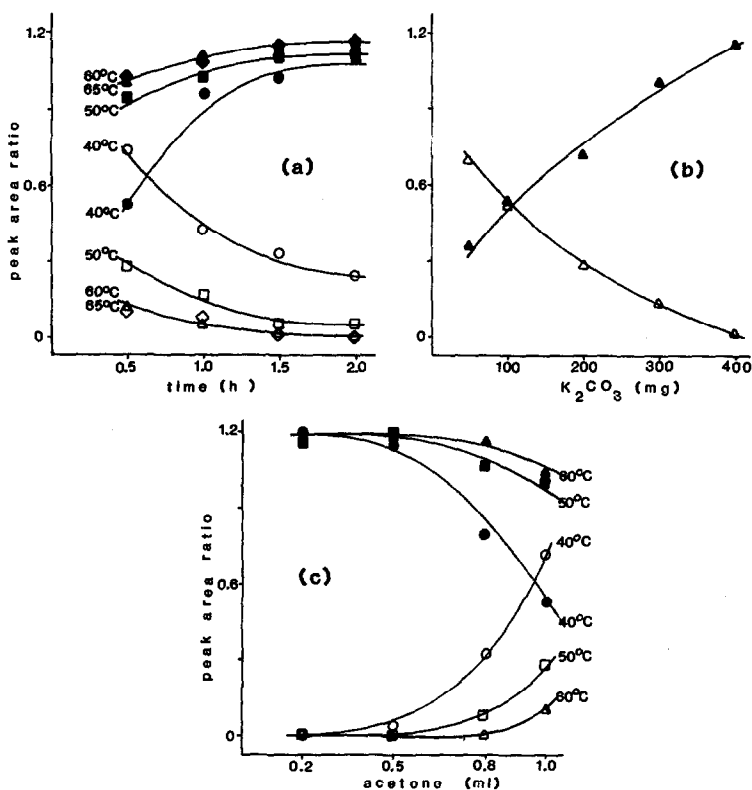 1.2
0.6
0
peak area ratio
60°C
65°C
50°C
40°C
40°C
50°C
60°C
65°C
(a)
0.5 1.0 1.5 2.0
time (h)
1.2
0.6
0
(b)
100 200 300 400
K₂CO₃ (mg)
1.2
0.6
0
peak area ratio
(c)
60°C
50°C
40°C
40°C
50°C
60°C
0.2 0.5 0.8 1.0
acetone (ml)